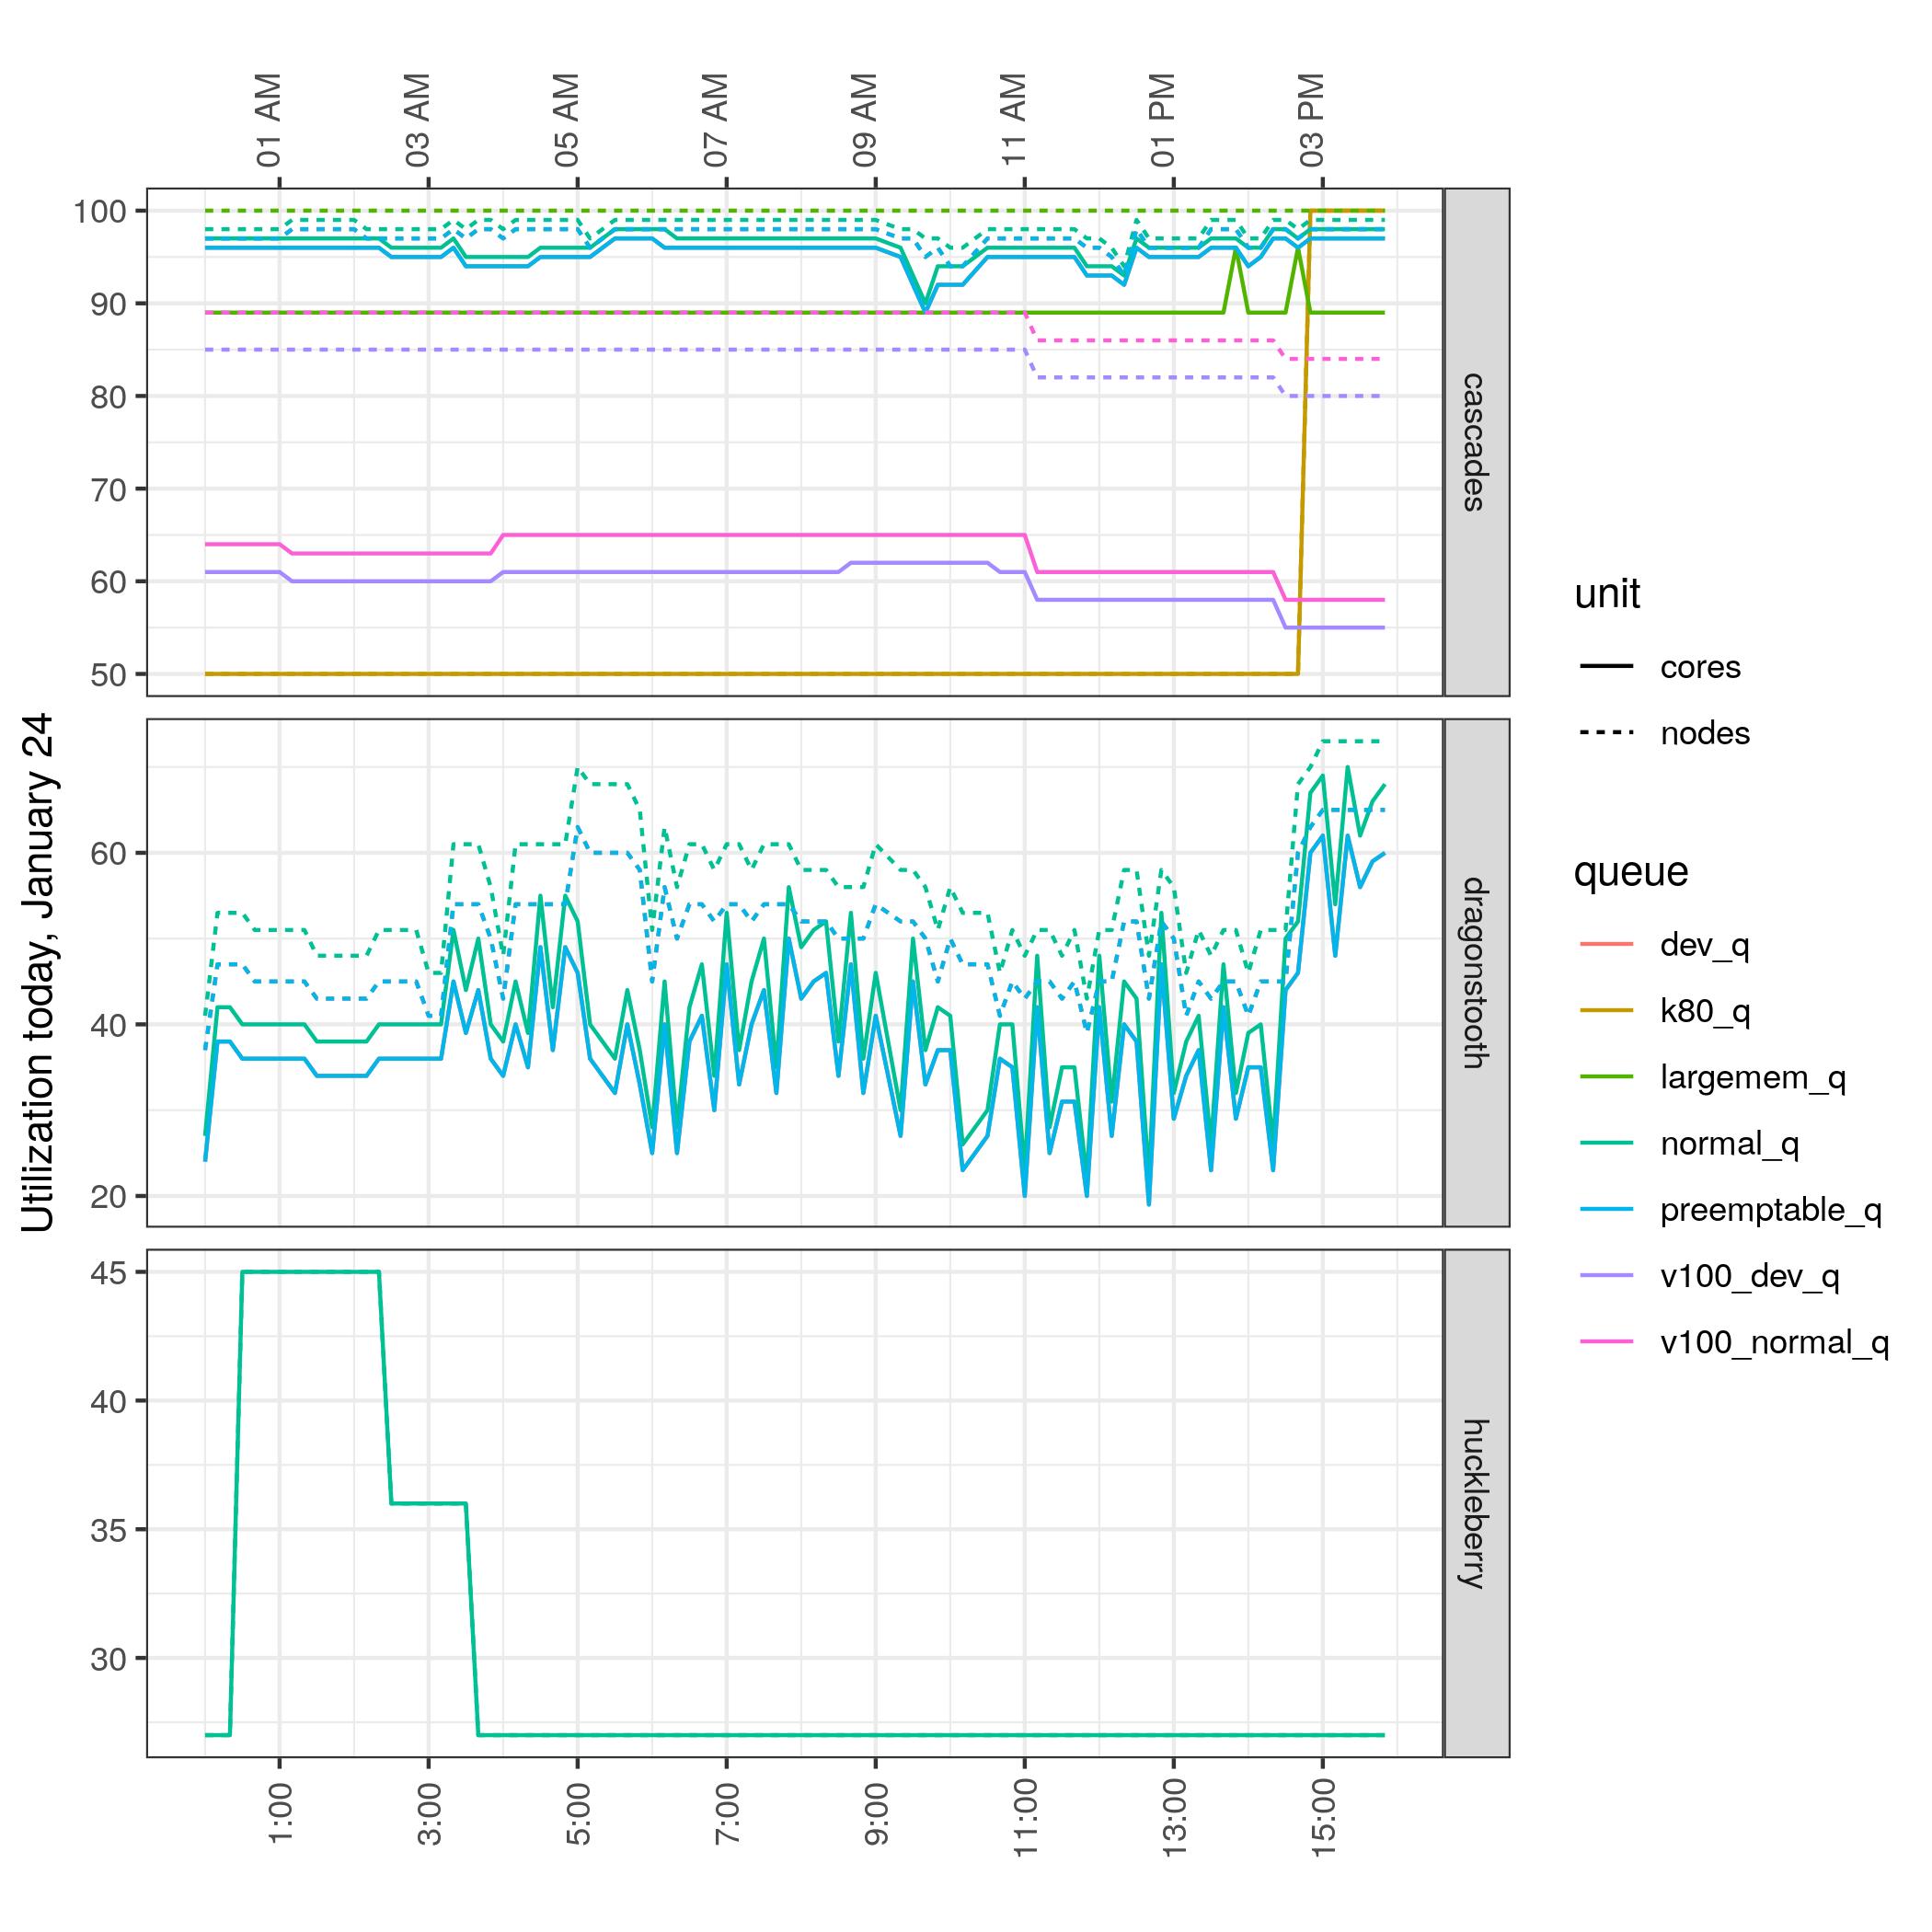 01 AM
03 AM
05 AM
07 AM
09 AM
11 AM
01 PM
03 PM
100
90
80
70
60
50
cascades
60
40
20
dragonstooth
45
40
35
30
huckleberry
1:00
3:00
5:00
7:00
9:00
11:00
13:00
15:00
Utilization today, January 24
unit
cores
nodes
queue
dev_q
k80_q
largemem_q
normal_q
preemptable_q
v100_dev_q
v100_normal_q